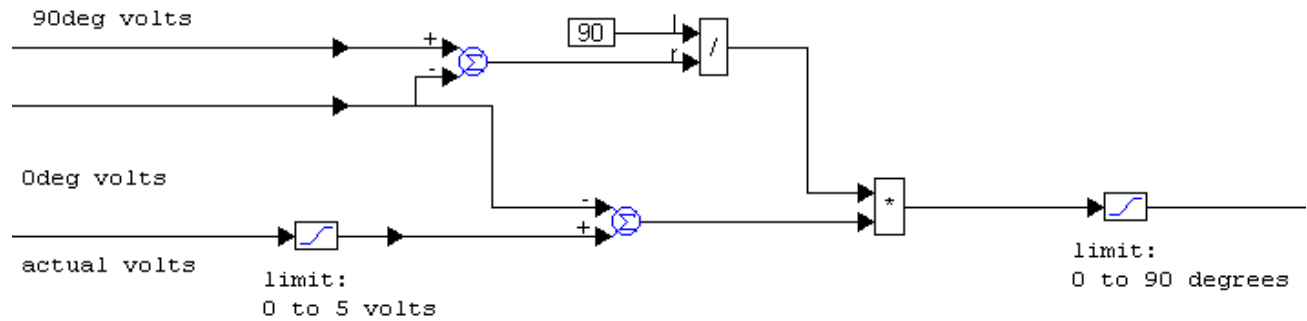 90deg volts
+
-
Σ
90
l
r
/
0deg volts
-
+
Σ
*
actual volts
limit:
0 to 5 volts
limit:
0 to 90 degrees